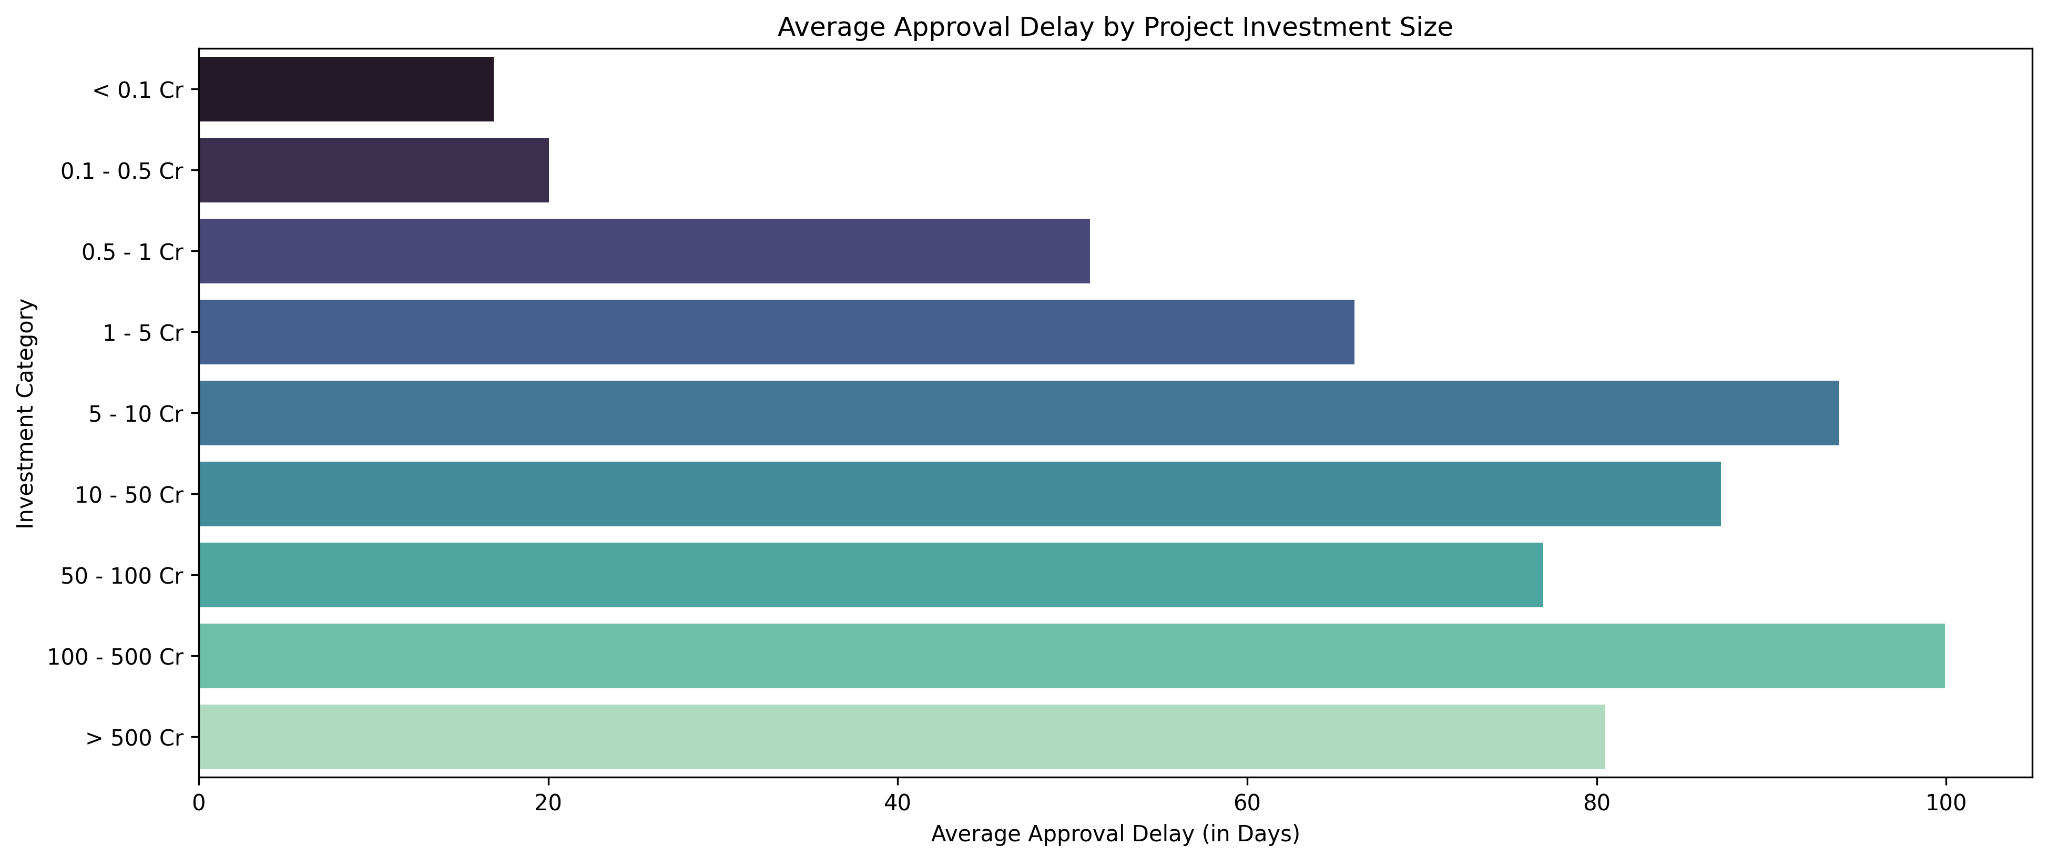 Average Approval Delay by Project Investment Size
Investment Category
< 0.1 Cr
0.1 - 0.5 Cr
0.5 - 1 Cr
1 - 5 Cr
5 - 10 Cr
10 - 50 Cr
50 - 100 Cr
100 - 500 Cr
> 500 Cr
0 20 40 60 80 100
Average Approval Delay (in Days)